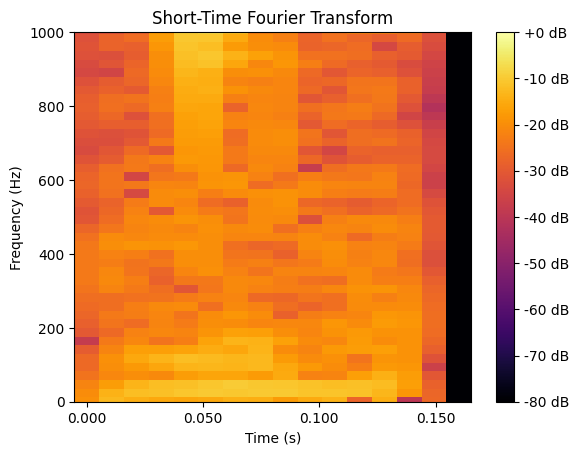 Short-Time Fourier Transform
1000
800
600
400
200
0
Frequency (Hz)
0.000
0.050
0.100
0.150
Time (s)
+0 dB
-10 dB
-20 dB
-30 dB
-40 dB
-50 dB
-60 dB
-70 dB
-80 dB